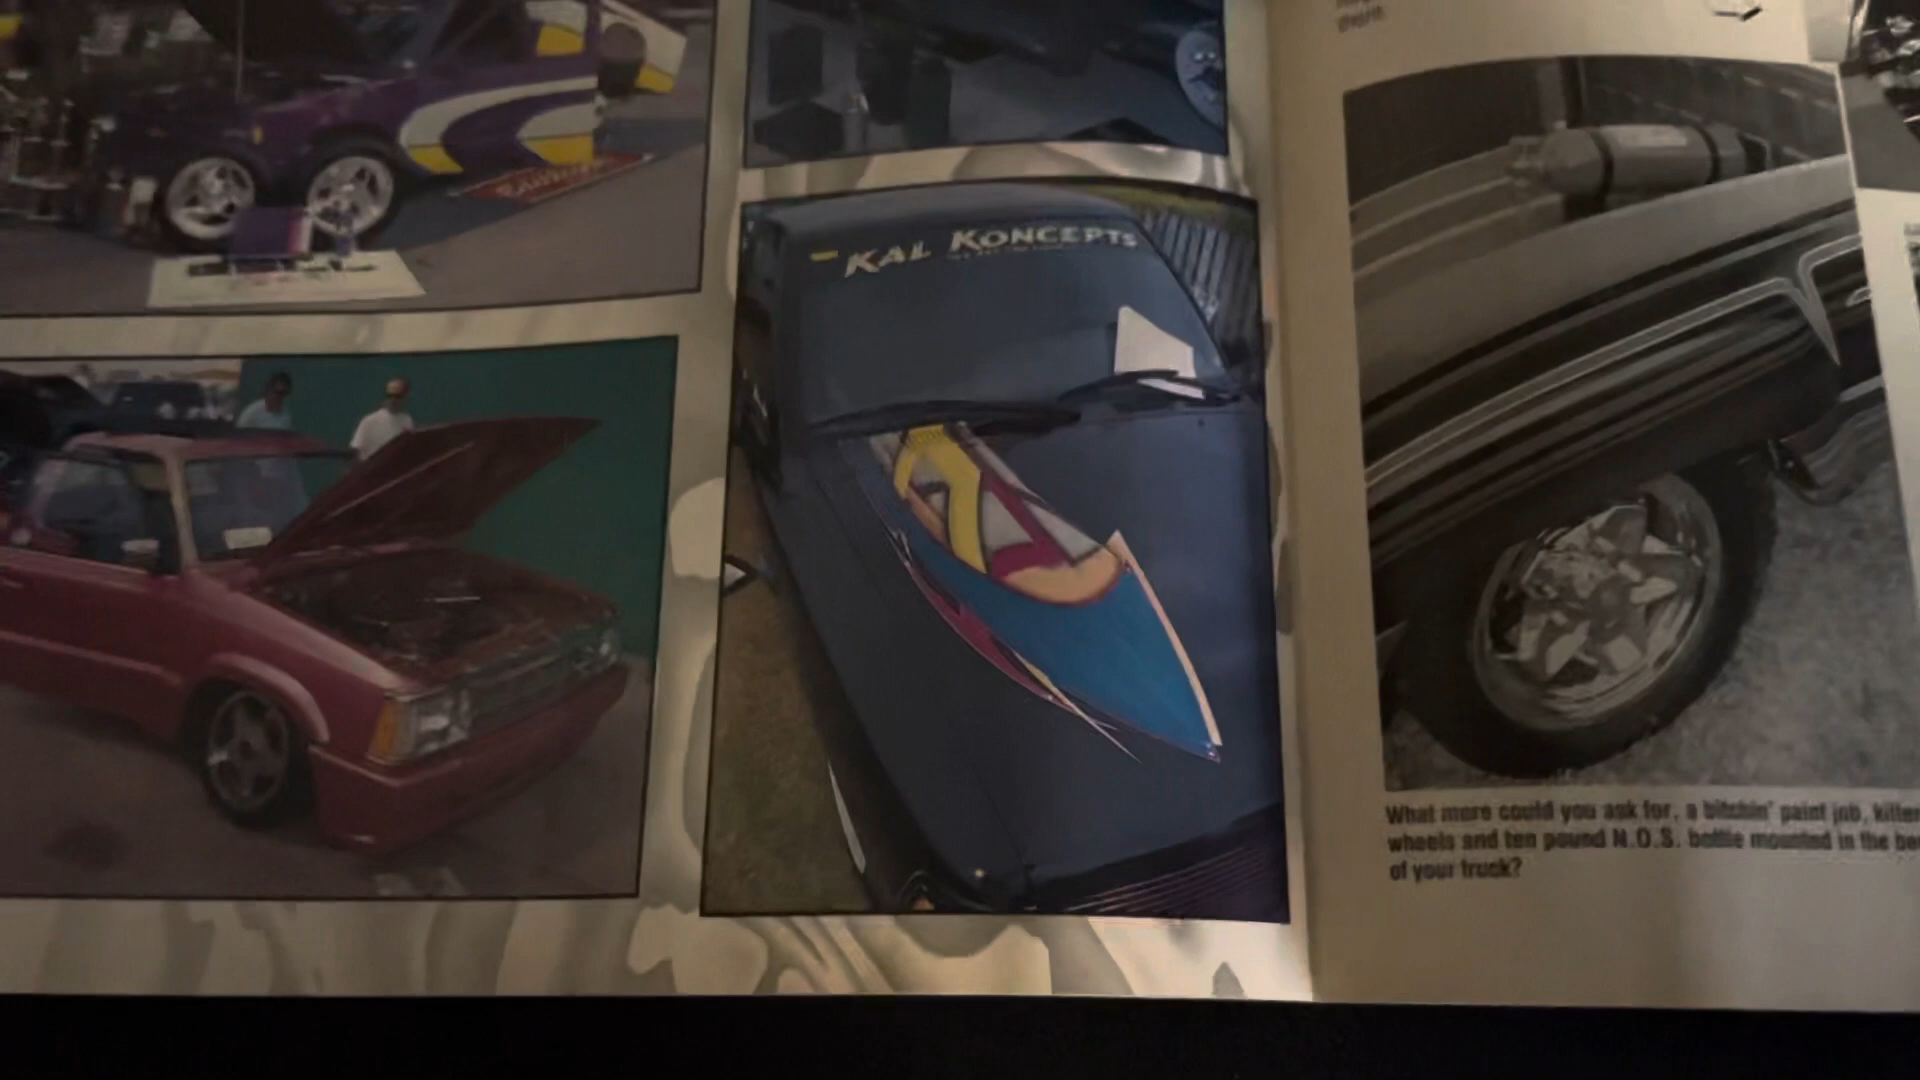 KAL KONCEPTS
What more could you ask for, a bitchin' paint job, killer
wheels and ten pound N.O.S. bottle mounted in the
of your truck?